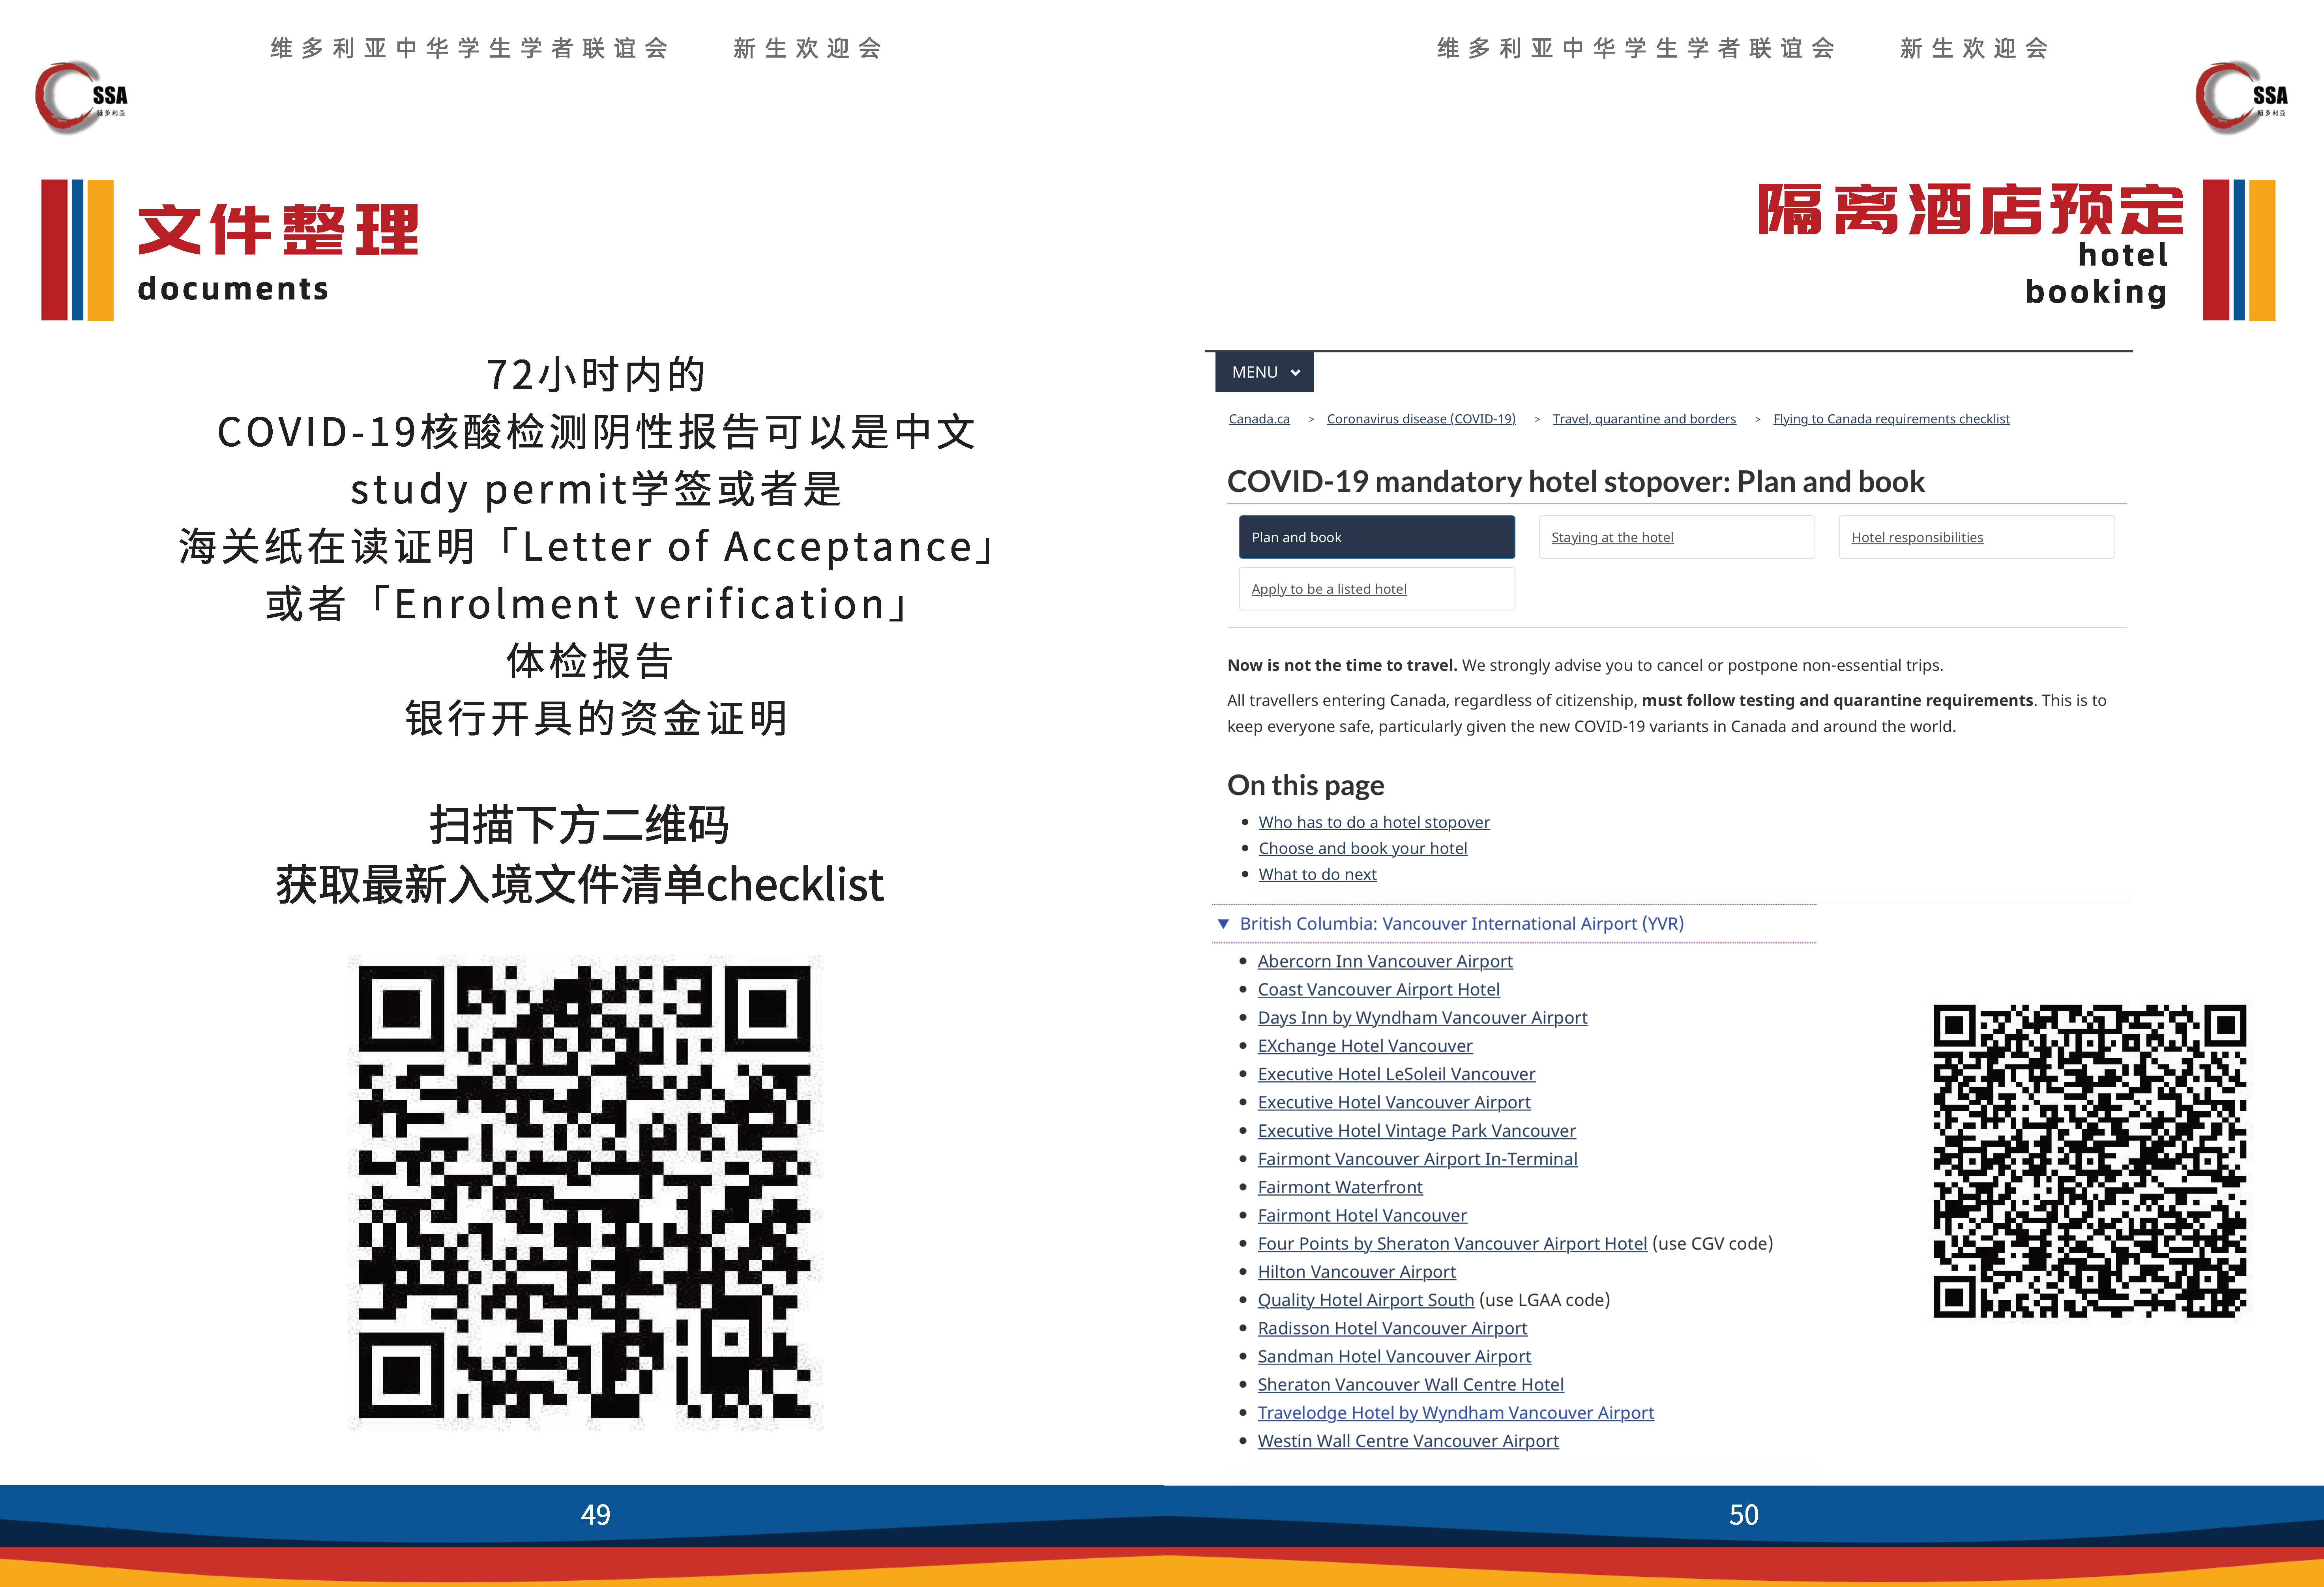 维多利亚中华学生学者联谊会 新生欢迎会
SSA
維多利亞
文件整理
documents
72小时内的
COVID-19核酸检测阴性报告可以是中文
study permit学签或者是
海关纸在读证明「Letter of Acceptance」
或者「Enrolment verification」
体检报告
银行开具的资金证明
扫描下方二维码
获取最新入境文件清单checklist
49
维多利亚中华学生学者联谊会 新生欢迎会
SSA
維多利亞
隔离酒店预定
hotel
booking
MENU
Canada.ca > Coronavirus disease (COVID-19) > Travel, quarantine and borders > Flying to Canada requirements checklist
COVID-19 mandatory hotel stopover: Plan and book
Plan and book Staying at the hotel Hotel responsibilities
Apply to be a listed hotel
Now is not the time to travel. We strongly advise you to cancel or postpone non-essential trips.
All travellers entering Canada, regardless of citizenship, must follow testing and quarantine requirements. This is to
keep everyone safe, particularly given the new COVID-19 variants in Canada and around the world.
On this page
• Who has to do a hotel stopover
• Choose and book your hotel
• What to do next
▼ British Columbia: Vancouver International Airport (YVR)
• Abercorn Inn Vancouver Airport
• Coast Vancouver Airport Hotel
• Days Inn by Wyndham Vancouver Airport
• EXchange Hotel Vancouver
• Executive Hotel LeSoleil Vancouver
• Executive Hotel Vancouver Airport
• Executive Hotel Vintage Park Vancouver
• Fairmont Vancouver Airport In-Terminal
• Fairmont Waterfront
• Fairmont Hotel Vancouver
• Four Points by Sheraton Vancouver Airport Hotel (use CGV code)
• Hilton Vancouver Airport
• Quality Hotel Airport South (use LGAA code)
• Radisson Hotel Vancouver Airport
• Sandman Hotel Vancouver Airport
• Sheraton Vancouver Wall Centre Hotel
• Travelodge Hotel by Wyndham Vancouver Airport
• Westin Wall Centre Vancouver Airport
50